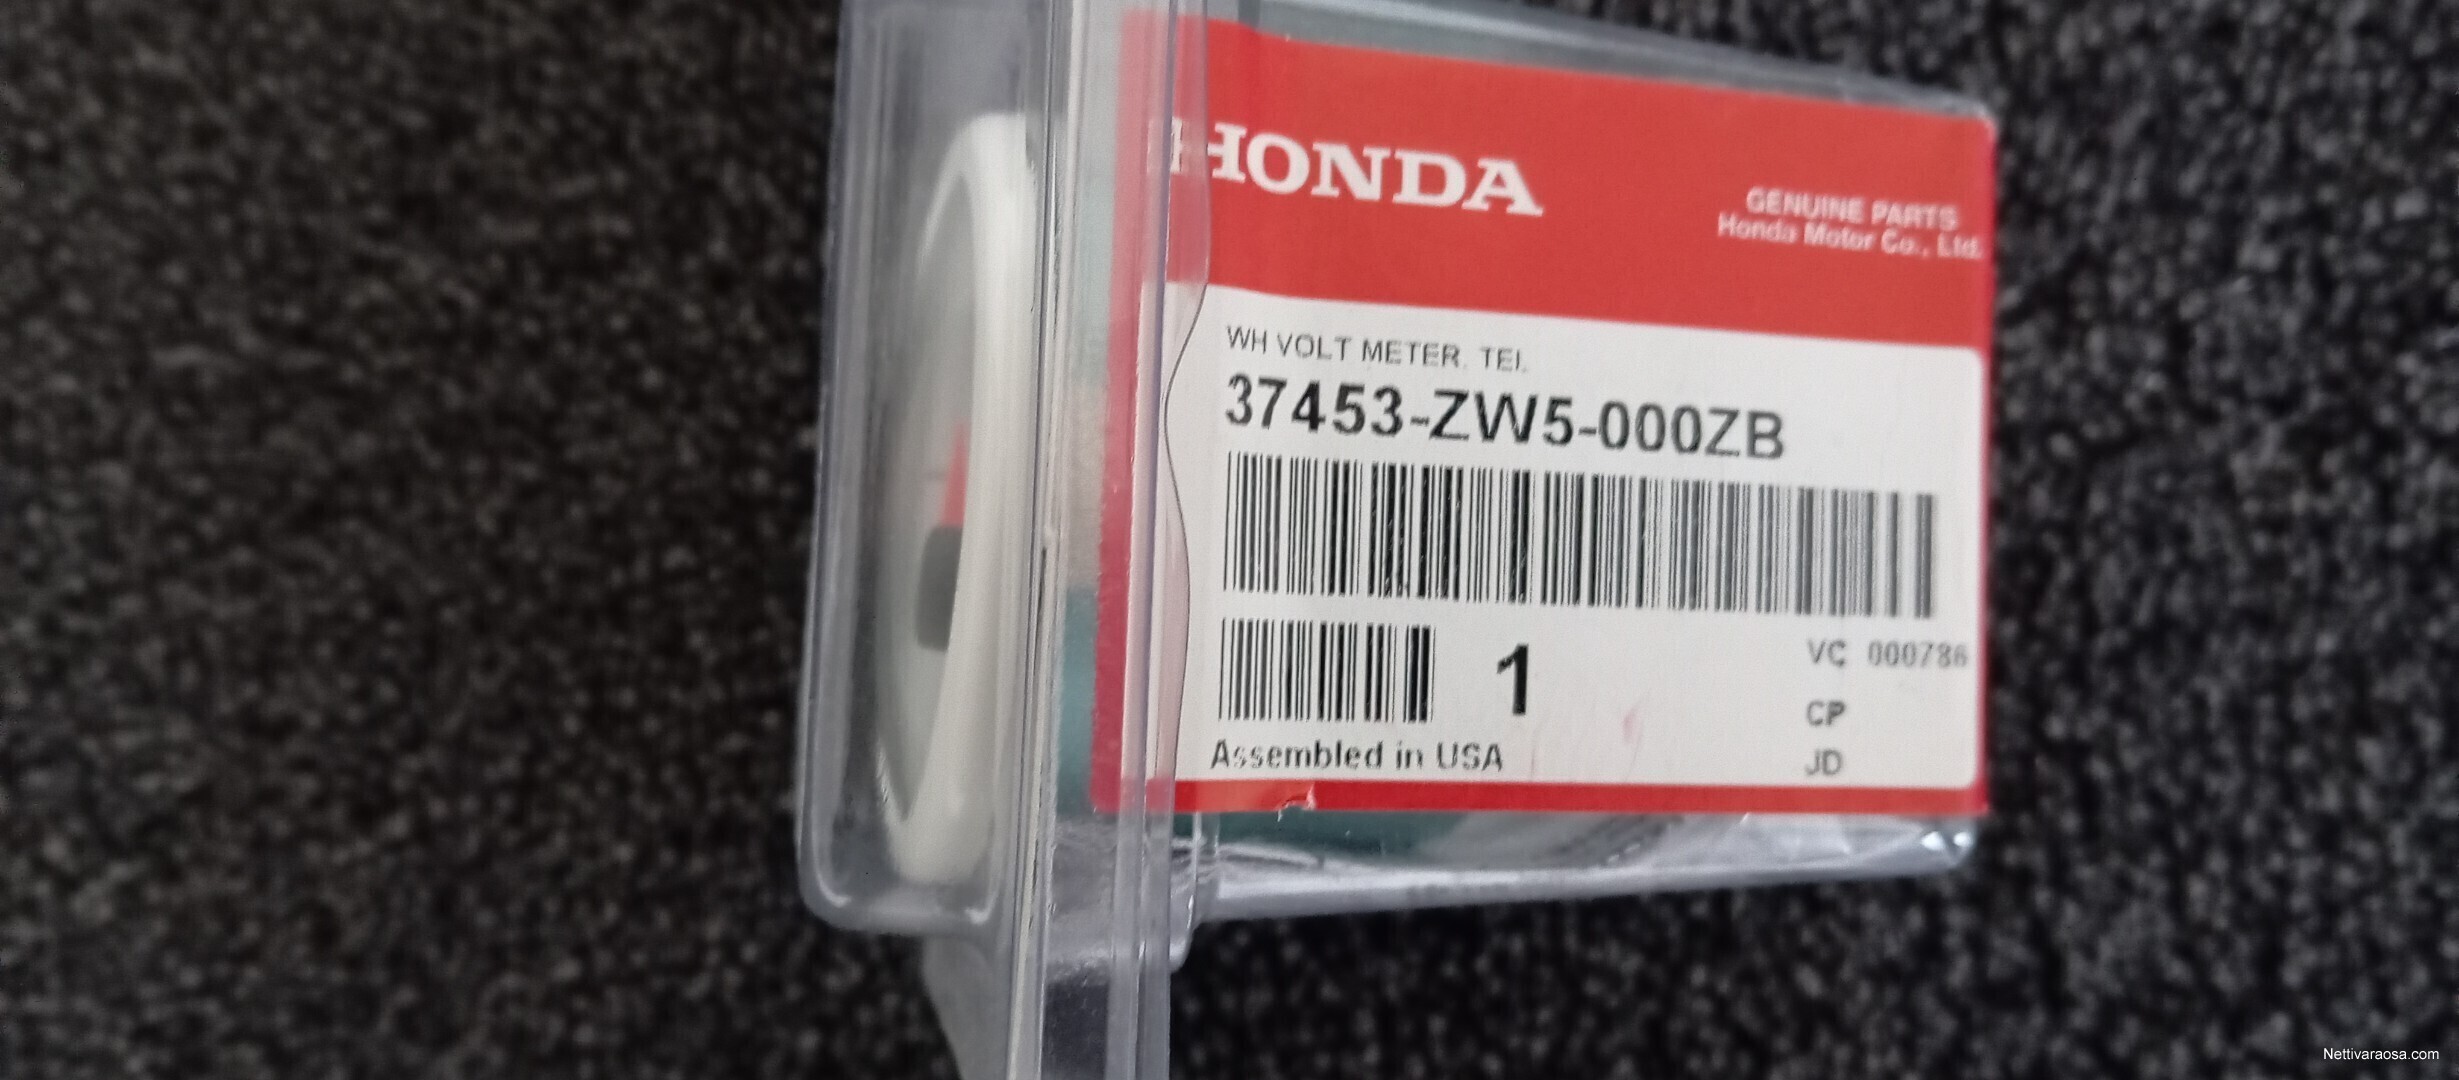 HONDA
GENUINE PARTS
Honda Motor Co., Ltd.
WH VOLT METER, TEL
37453-ZW5-000ZB
1
VC 000786
CP
JD
Assembled in USA
Nettivaraosa.com